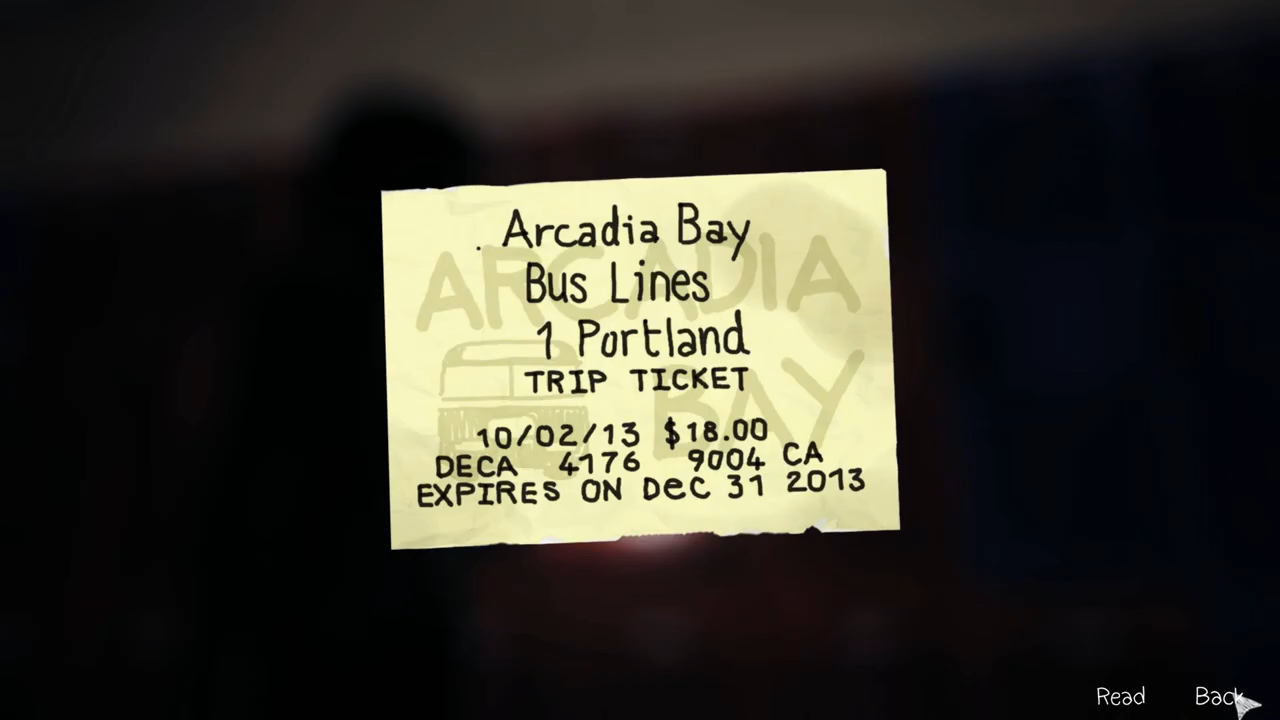 Arcadia Bay
Bus Lines
1 Portland
TRIP TICKET
10/02/13 $18.00
DECA 4176 9004 CA
EXPIRES ON DeC 31 2013
ARCADIA
BAY
Read Back